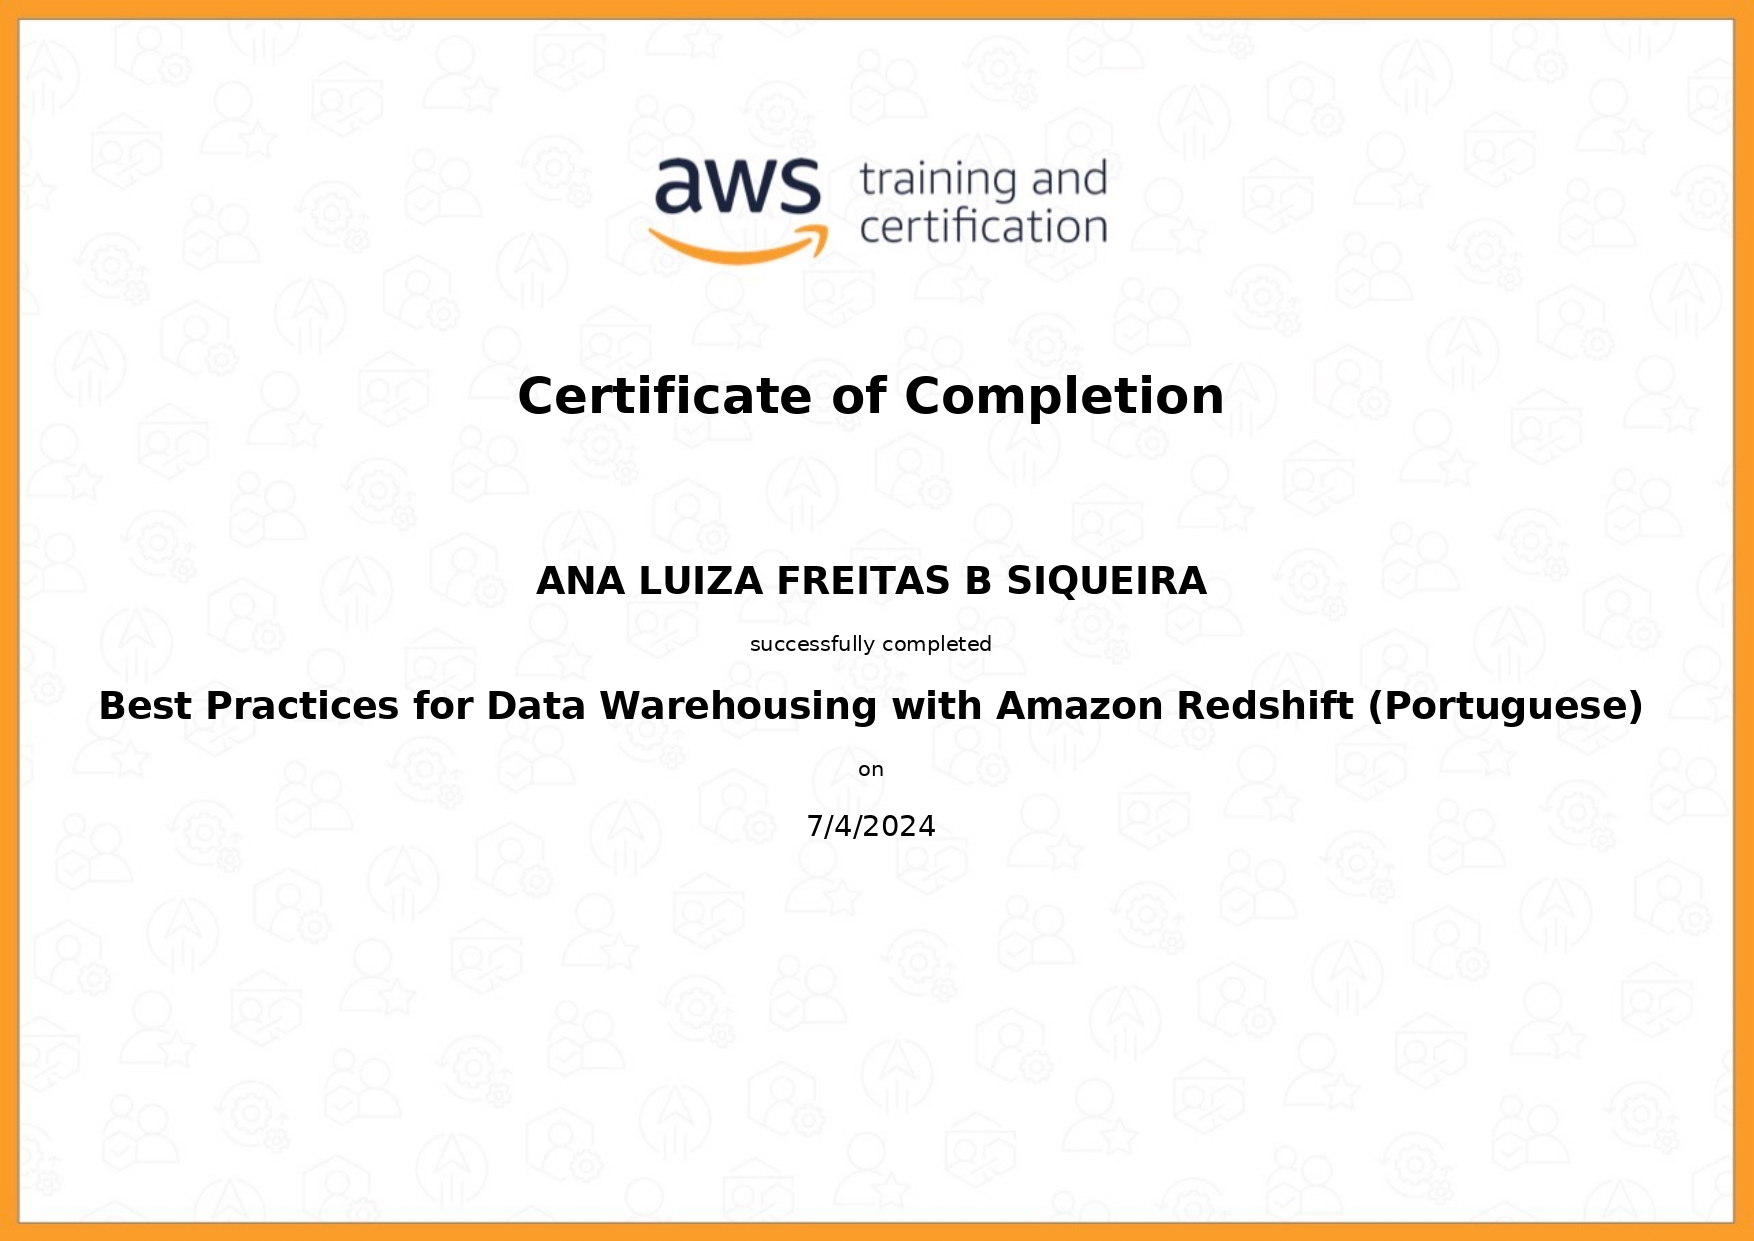 aws training and
certification
Certificate of Completion
ANA LUIZA FREITAS B SIQUEIRA
successfully completed
Best Practices for Data Warehousing with Amazon Redshift (Portuguese)
on
7/4/2024